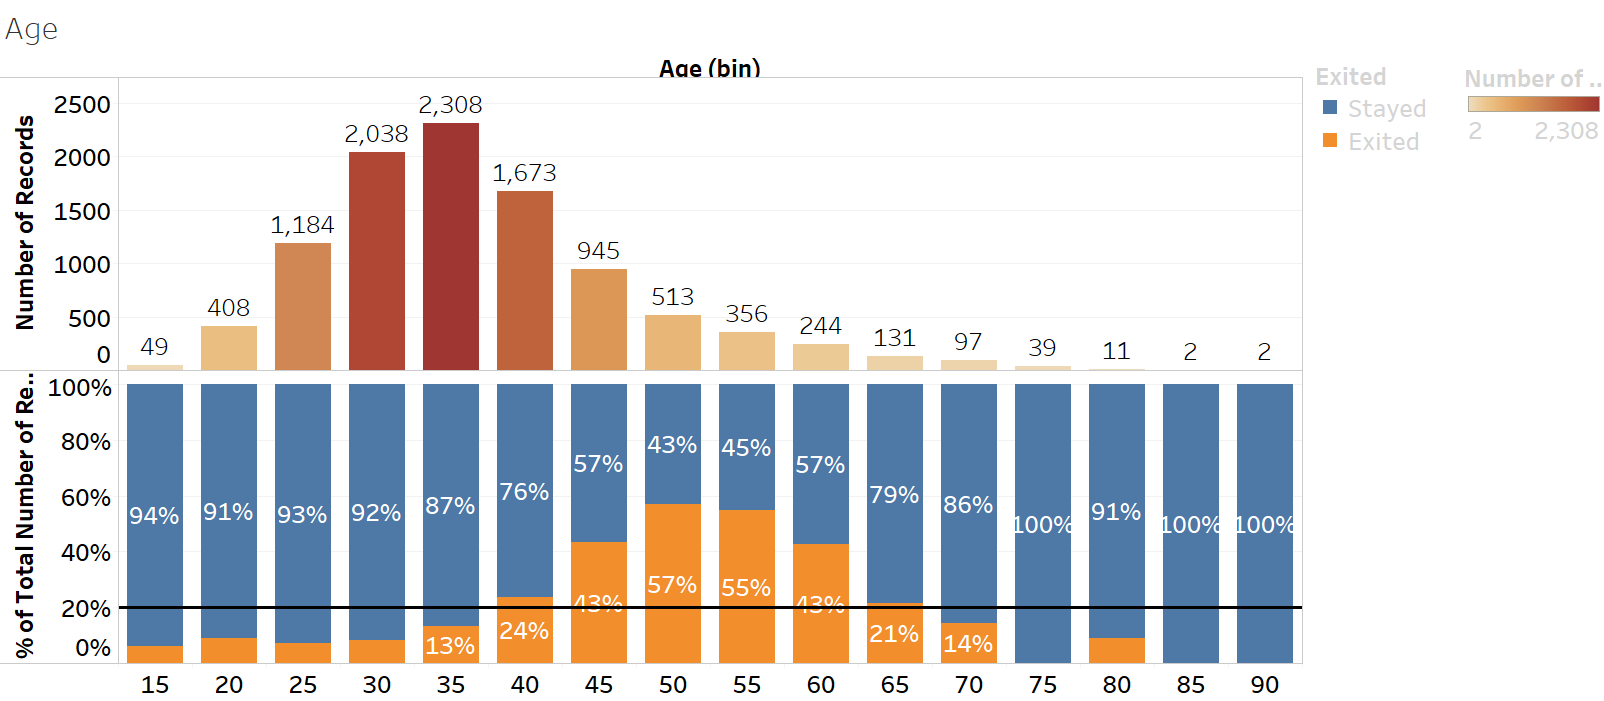 Age
Age (bin)
Exited
Stayed
Exited
Number of ..
2 2,308
Number of Records
2500
2000
1500
1000
500
0
49 408 1,184 2,038 2,308 1,673 945 513 356 244 131 97 39 11 2 2
% of Total Number of Re..
100%
80%
60%
40%
20%
0%
94% 91% 93% 92% 87% 76% 57% 43% 45% 57% 79% 86% 100% 91% 100% 100%
13% 24% 43% 57% 55% 43% 21% 14%
15 20 25 30 35 40 45 50 55 60 65 70 75 80 85 90